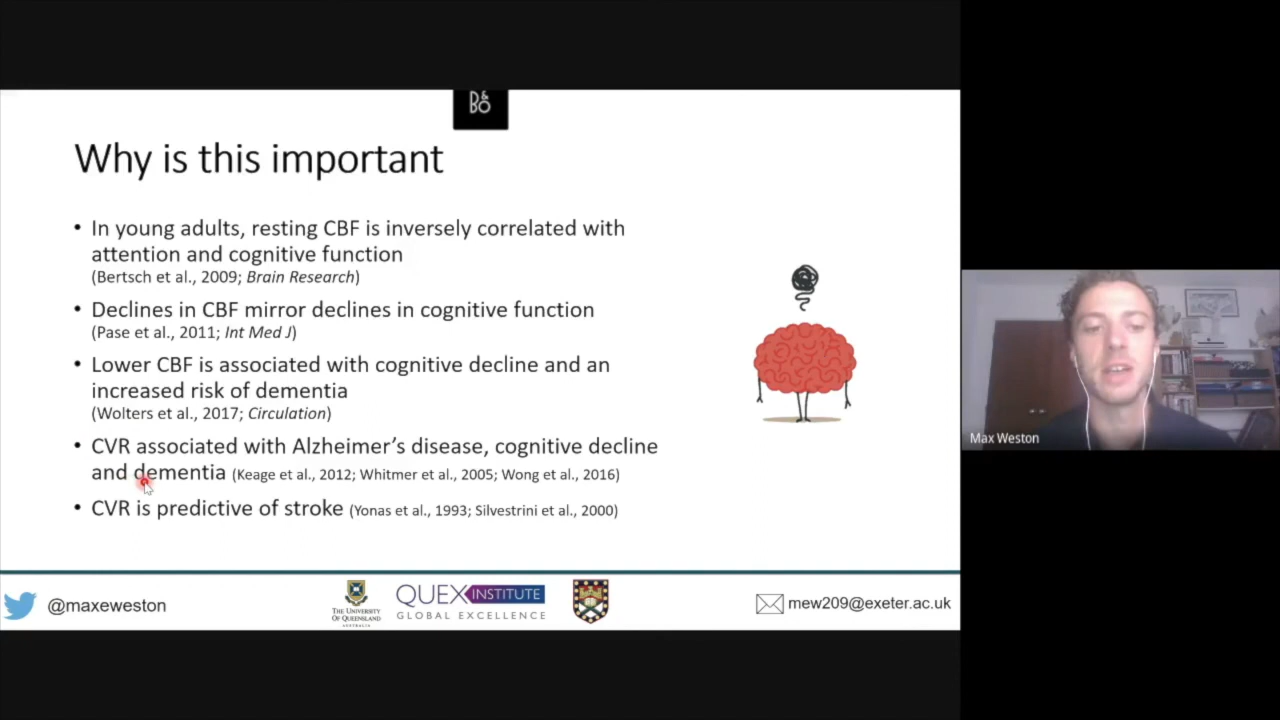 B&O
Why is this important
• In young adults, resting CBF is inversely correlated with
attention and cognitive function
(Bertsch et al., 2009; Brain Research)
• Declines in CBF mirror declines in cognitive function
(Pase et al., 2011; Int Med J)
• Lower CBF is associated with cognitive decline and an
increased risk of dementia
(Wolters et al., 2017; Circulation)
• CVR associated with Alzheimer's disease, cognitive decline
and dementia (Keage et al., 2012; Whitmer et al., 2005; Wong et al., 2016)
• CVR is predictive of stroke (Yonas et al., 1993; Silvestrini et al., 2000)
Max Weston
@maxeweston
THE UNIVERSITY
OF QUEENSLAND
AUSTRALIA
QUEX INSTITUTE
GLOBAL EXCELLENCE
mew209@exeter.ac.uk